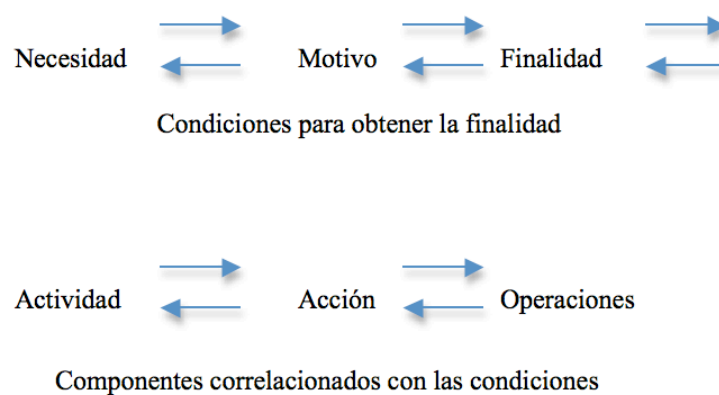 Necesidad Motivo Finalidad
Condiciones para obtener la finalidad
Actividad Acción Operaciones
Componentes correlacionados con las condiciones